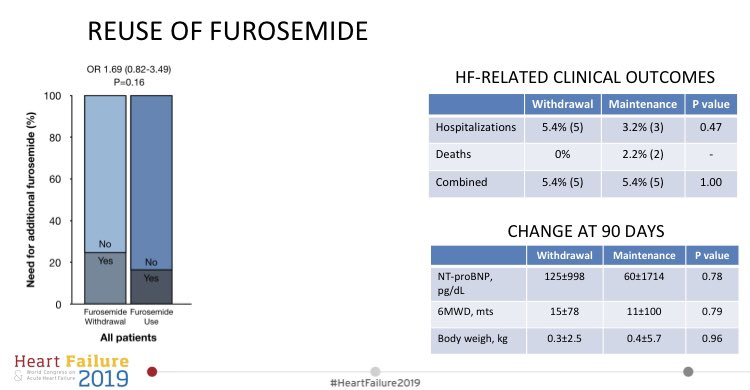 REUSE OF FUROSEMIDE
OR 1.69 (0.82-3.49)
P=0.16
Need for additional furosemide (%)
100
80
60
40
20
0
No
Yes
No
Yes
Furosemide
Withdrawal
Furosemide
Use
All patients
HF-RELATED CLINICAL OUTCOMES
Withdrawal Maintenance P value
Hospitalizations 5.4% (5) 3.2% (3) 0.47
Deaths 0% 2.2% (2) -
Combined 5.4% (5) 5.4% (5) 1.00
CHANGE AT 90 DAYS
Withdrawal Maintenance P value
NT-proBNP, 125±998 60±1714 0.78
pg/dL
6MWD, mts 15±78 11±100 0.79
Body weigh, kg 0.3±2.5 0.4±5.7 0.96
Heart Failure
World Congress on
& Acute Heart Failure
2019
#HeartFailure2019